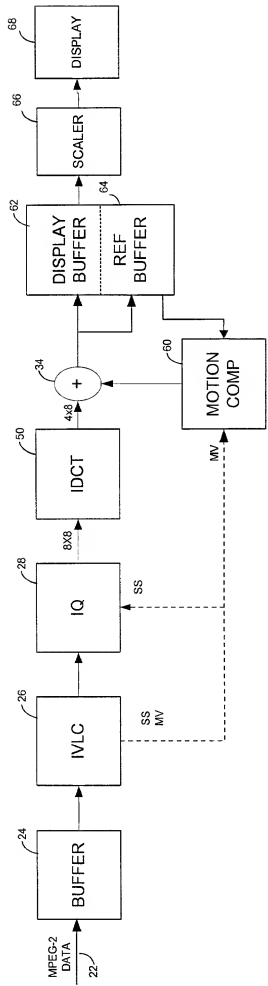 MPEG-2
DATA
22
24
BUFFER
26
IVLC
SS
MV
28
IQ
SS
8X8
50
IDCT
4x8
34
+
MV
60
MOTION
COMP
62
DISPLAY
BUFFER
REF
BUFFER
64
66
SCALER
68
DISPLAY